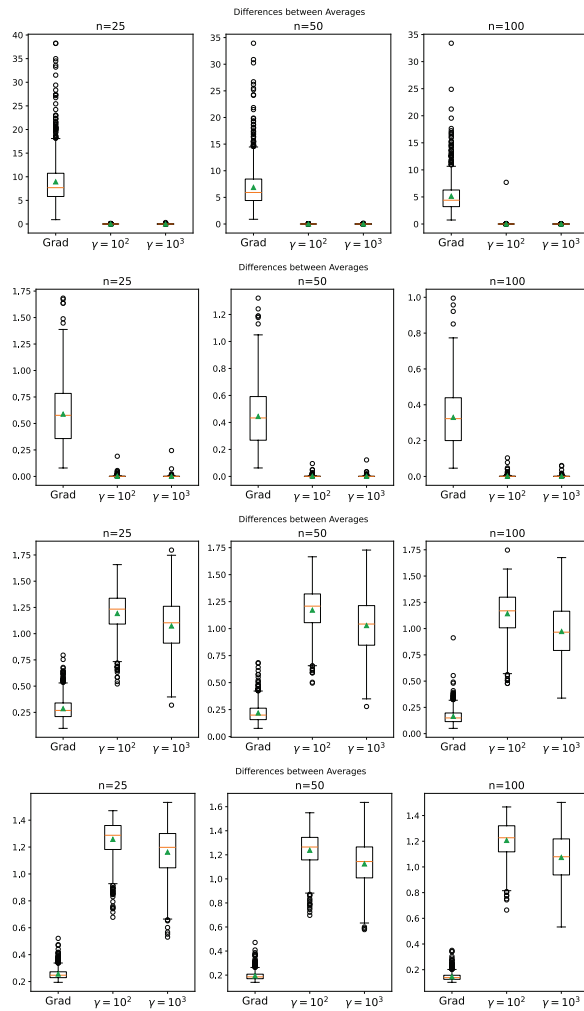 Differences between Averages
n=25 n=50 n=100
40 35 35
35 30 30
30 25 25
25 20 20
20 15 15
15 10 10
10 5 5
5 0 0
0
Grad γ = 10² γ = 10³ Grad γ = 10² γ = 10³ Grad γ = 10² γ = 10³
Differences between Averages
n=25 n=50 n=100
1.75 1.2 1.0
1.50 1.0 0.8
1.25 0.8 0.6
1.00 0.6 0.4
0.75 0.4 0.2
0.50 0.2 0.0
0.25 0.0
0.00
Grad γ = 10² γ = 10³ Grad γ = 10² γ = 10³ Grad γ = 10² γ = 10³
Differences between Averages
n=25 n=50 n=100
1.75 1.75 1.75
1.50 1.50 1.50
1.25 1.25 1.25
1.00 1.00 1.00
0.75 0.75 0.75
0.50 0.50 0.50
0.25 0.25 0.25
0.00 0.00
Grad γ = 10² γ = 10³ Grad γ = 10² γ = 10³ Grad γ = 10² γ = 10³
Differences between Averages
n=25 n=50 n=100
1.4 1.6 1.4
1.2 1.4 1.2
1.0 1.2 1.0
0.8 1.0 0.8
0.6 0.8 0.6
0.4 0.6 0.4
0.2 0.4 0.2
0.2
Grad γ = 10² γ = 10³ Grad γ = 10² γ = 10³ Grad γ = 10² γ = 10³